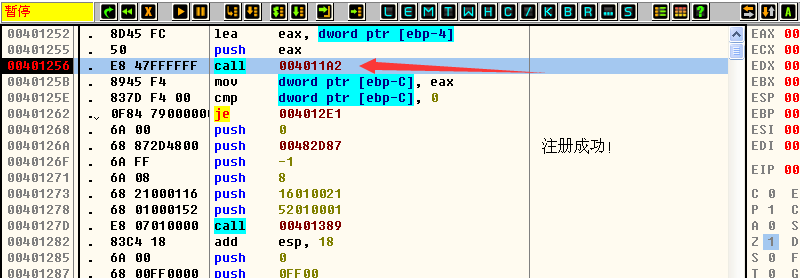 暂停 L E M T W H C / K B R ... S
00401252 . 8D45 FC lea eax, dword ptr [ebp-4] EAX 00
00401255 . 50 push eax ECX 00
00401256 . E8 47FFFFFF call 004011A2 EDX 00
0040125B . 8945 F4 mov dword ptr [ebp-C], eax EBX 00
0040125E . 837D F4 00 cmp dword ptr [ebp-C], 0 ESP 00
00401262 .⌄ 0F84 79000000 je 004012E1 EBP 00
00401268 . 6A 00 push 0 ESI 00
0040126A . 68 872D4800 push 00482D87 注册成功! EDI 00
0040126F . 6A FF push -1
00401271 . 6A 08 push 8 EIP 00
00401273 . 68 21000116 push 16010021 C 0 E
00401278 . 68 01000152 push 52010001 P 1 C
0040127D . E8 07010000 call 00401389 A 0 S
00401282 . 83C4 18 add esp, 18 Z 1 D
00401285 . 6A 00 push 0 S 0 F
00401287 . 68 00FF0000 push 0FF00 T 0 G